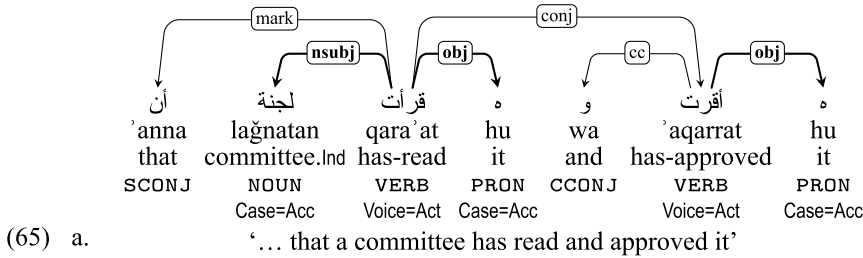 mark conj
nsubj obj cc obj
أن لجنة قرأت ه و أقرت ه
ʾanna laǧnatan qaraʾat hu wa ʾaqarrat hu
that committee.Ind has-read it and has-approved it
SCONJ NOUN VERB PRON CCONJ VERB PRON
Case=Acc Voice=Act Case=Acc Voice=Act Case=Acc
(65) a. ‘… that a committee has read and approved it’